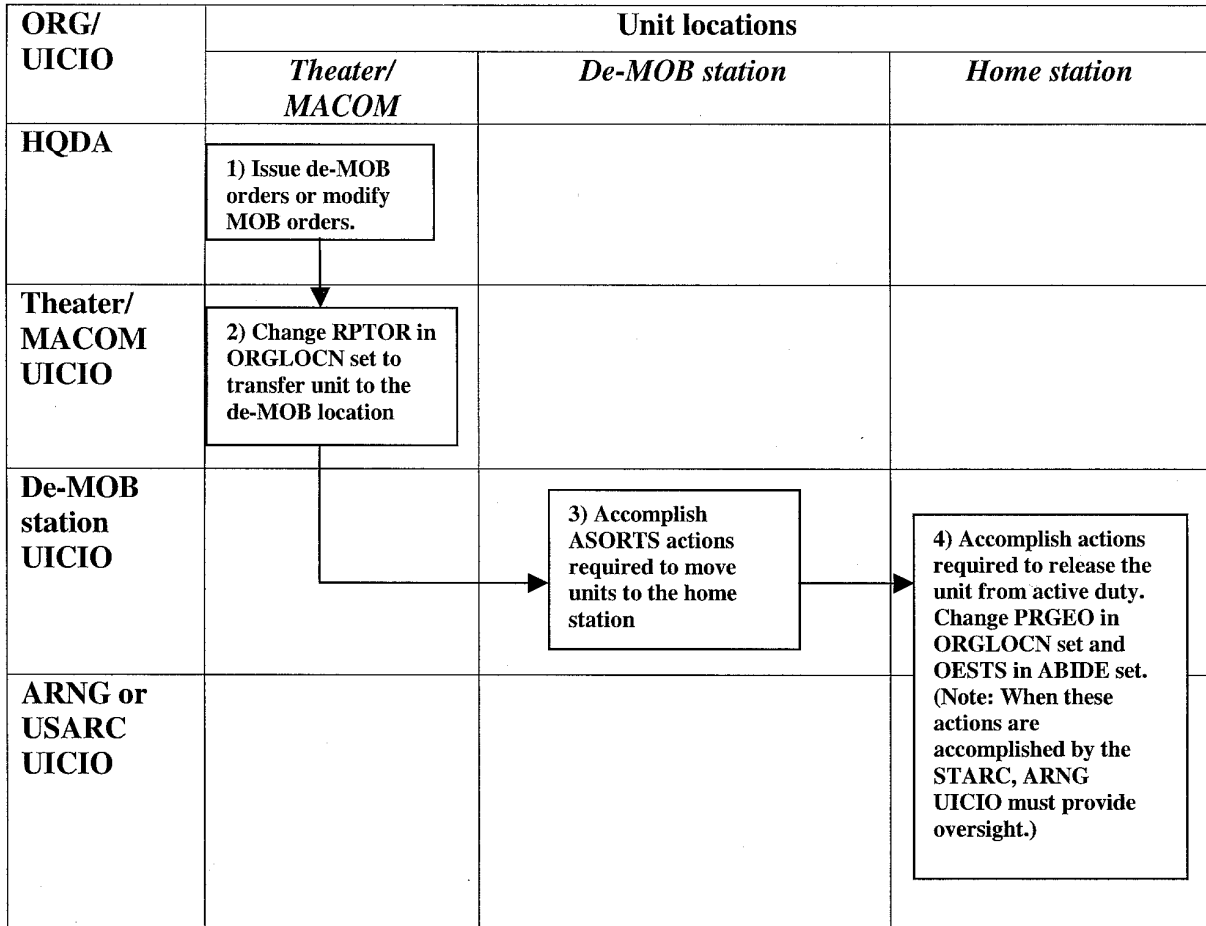 ORG/
UICIO
Unit locations
Theater/
MACOM
De-MOB station
Home station
HQDA
1) Issue de-MOB
orders or modify
MOB orders.
Theater/
MACOM
UICIO
2) Change RPTOR in
ORGLOCN set to
transfer unit to the
de-MOB location
De-MOB
station
UICIO
3) Accomplish
ASORTS actions
required to move
units to the home
station
4) Accomplish actions
required to release the
unit from active duty.
Change PRGEO in
ORGLOCN set and
OESTS in ABIDE set.
(Note: When these
actions are
accomplished by the
STARC, ARNG
UICIO must provide
oversight.)
ARNG or
USARC
UICIO